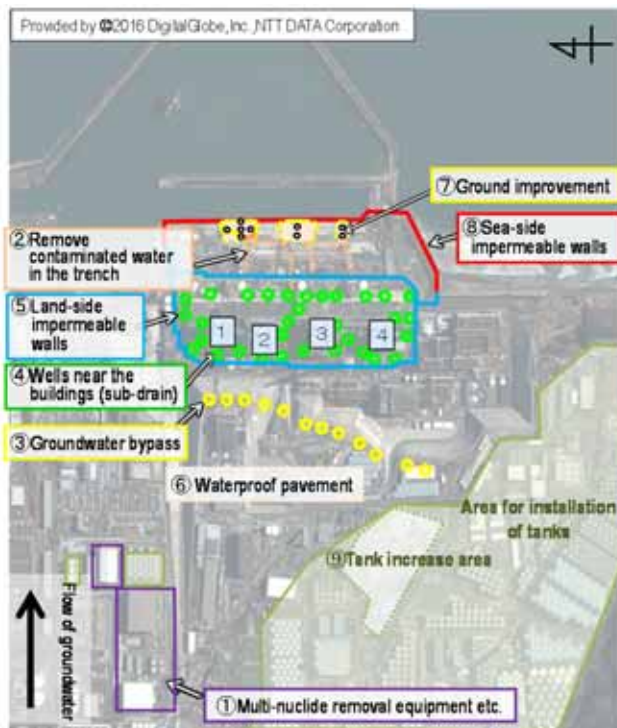 Provided by ©2016 DigitalGlobe,Inc.,NTT DATA Corporation
⑦Ground improvement
②Remove
contaminated water
in the trench
⑧Sea-side
impermeable walls
⑤Land-side
impermeable
walls
1 2 3 4
④Wells near the
buildings (sub-drain)
③Groundwater bypass
⑥ Waterproof pavement
Area for installation
of tanks
⑨Tank increase area
Flow of groundwater
①Multi-nuclide removal equipment etc.